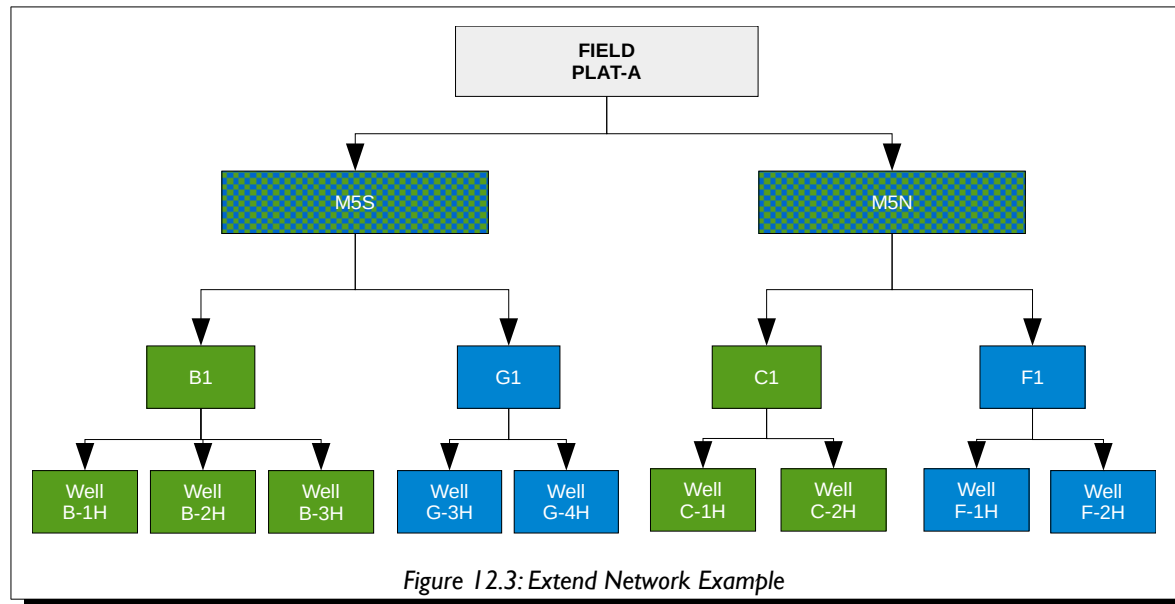 FIELD
PLAT-A
M5S
M5N
B1
G1
C1
F1
Well
B-1H
Well
B-2H
Well
B-3H
Well
G-3H
Well
G-4H
Well
C-1H
Well
C-2H
Well
F-1H
Well
F-2H
Figure 12.3: Extend Network Example